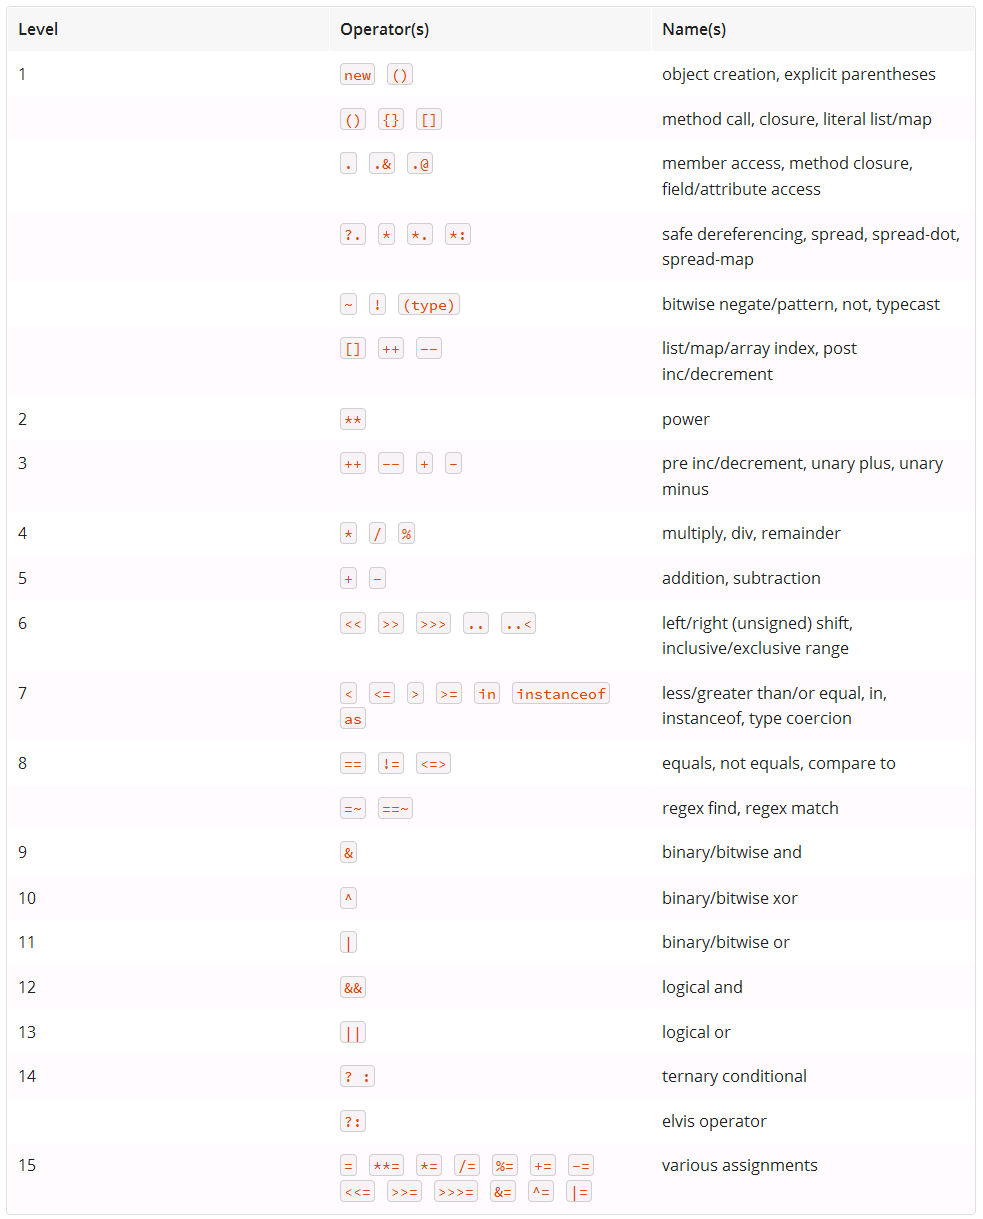 Level Operator(s) Name(s)
1 new () object creation, explicit parentheses
() {} [] method call, closure, literal list/map
. .& .@ member access, method closure,
field/attribute access
?. * *. *: safe dereferencing, spread, spread-dot,
spread-map
~ ! (type) bitwise negate/pattern, not, typecast
[] ++ -- list/map/array index, post
inc/decrement
2 ** power
3 ++ -- + - pre inc/decrement, unary plus, unary
minus
4 * / % multiply, div, remainder
5 + - addition, subtraction
6 << >> >>> .. ..< left/right (unsigned) shift,
inclusive/exclusive range
7 < <= > >= in instanceof less/greater than/or equal, in,
as instanceof, type coercion
8 == != <=> equals, not equals, compare to
=~ ==~ regex find, regex match
9 & binary/bitwise and
10 ^ binary/bitwise xor
11 | binary/bitwise or
12 && logical and
13 || logical or
14 ? : ternary conditional
?: elvis operator
15 = **= *= /= %= += -= various assignments
<<= >>= >>>= &= ^= |=